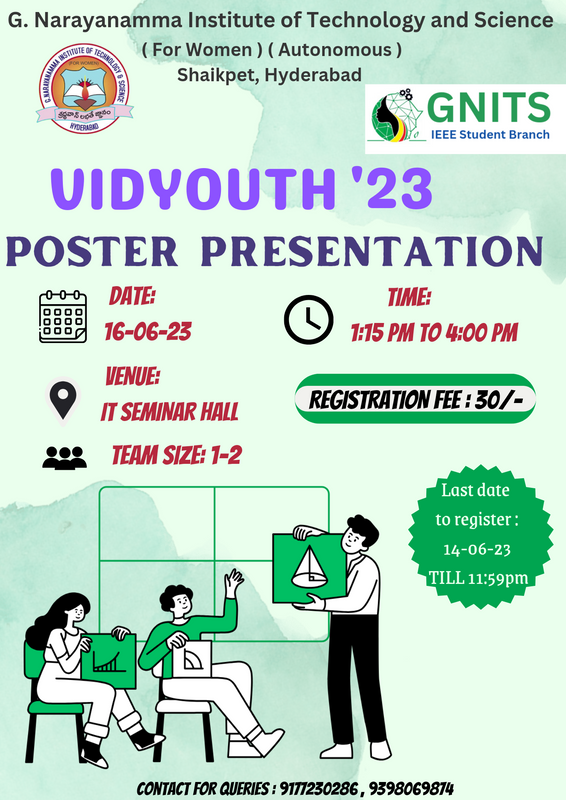 G. Narayanamma Institute of Technology and Science
( For Women ) ( Autonomous )
Shaikpet, Hyderabad
G. NARAYANAMMA INSTITUTE OF TECHNOLOGY & SCIENCE
(FOR WOMEN)
HYDERABAD
GNITS
IEEE Student Branch
VIDYOUTH '23
POSTER PRESENTATION
DATE:
16-06-23
TIME:
1:15 PM TO 4:00 PM
VENUE:
IT SEMINAR HALL
REGISTRATION FEE : 30/-
TEAM SIZE: 1-2
Last date
to register :
14-06-23
TILL 11:59pm
CONTACT FOR QUERIES : 9177230286 , 9398069874